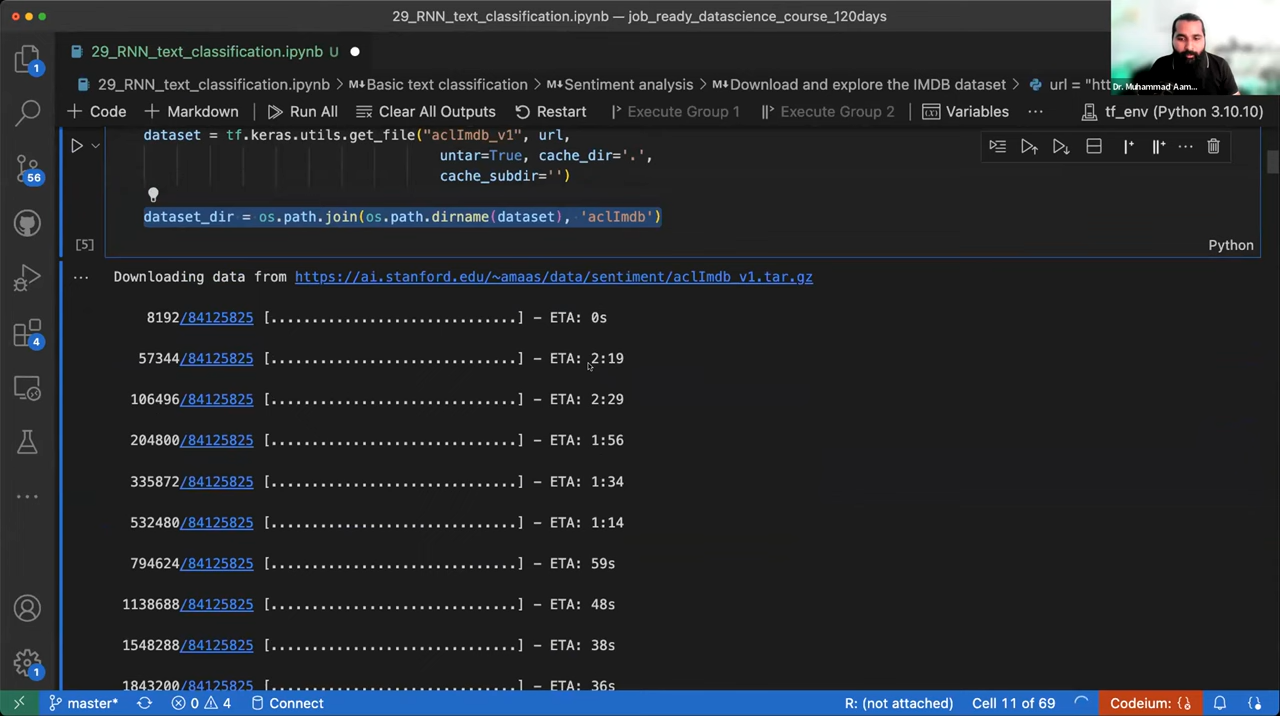 29_RNN_text_classification.ipynb — job_ready_datascience_course_120days
29_RNN_text_classification.ipynb U
29_RNN_text_classification.ipynb > M↓Basic text classification > M↓Sentiment analysis > M↓Download and explore the IMDB dataset > url = "htt
+ Code + Markdown Run All Clear All Outputs Restart Execute Group 1 Execute Group 2 Variables ... tf_env (Python 3.10.10)
Dr. Muhammad Aam...
dataset = tf.keras.utils.get_file("aclImdb_v1", url,
untar=True, cache_dir='.',
cache_subdir='')
dataset_dir = os.path.join(os.path.dirname(dataset), 'aclImdb')
[5]
Python
Downloading data from https://ai.stanford.edu/~amaas/data/sentiment/aclImdb_v1.tar.gz
8192/84125825 [..............................] - ETA: 0s
57344/84125825 [..............................] - ETA: 2:19
106496/84125825 [..............................] - ETA: 2:29
204800/84125825 [..............................] - ETA: 1:56
335872/84125825 [..............................] - ETA: 1:34
532480/84125825 [..............................] - ETA: 1:14
794624/84125825 [..............................] - ETA: 59s
1138688/84125825 [..............................] - ETA: 48s
1548288/84125825 [..............................] - ETA: 38s
1843200/84125825 [..............................] - ETA: 36s
1
56
4
1
master* 0 4 Connect R: (not attached) Cell 11 of 69 Codeium: {}